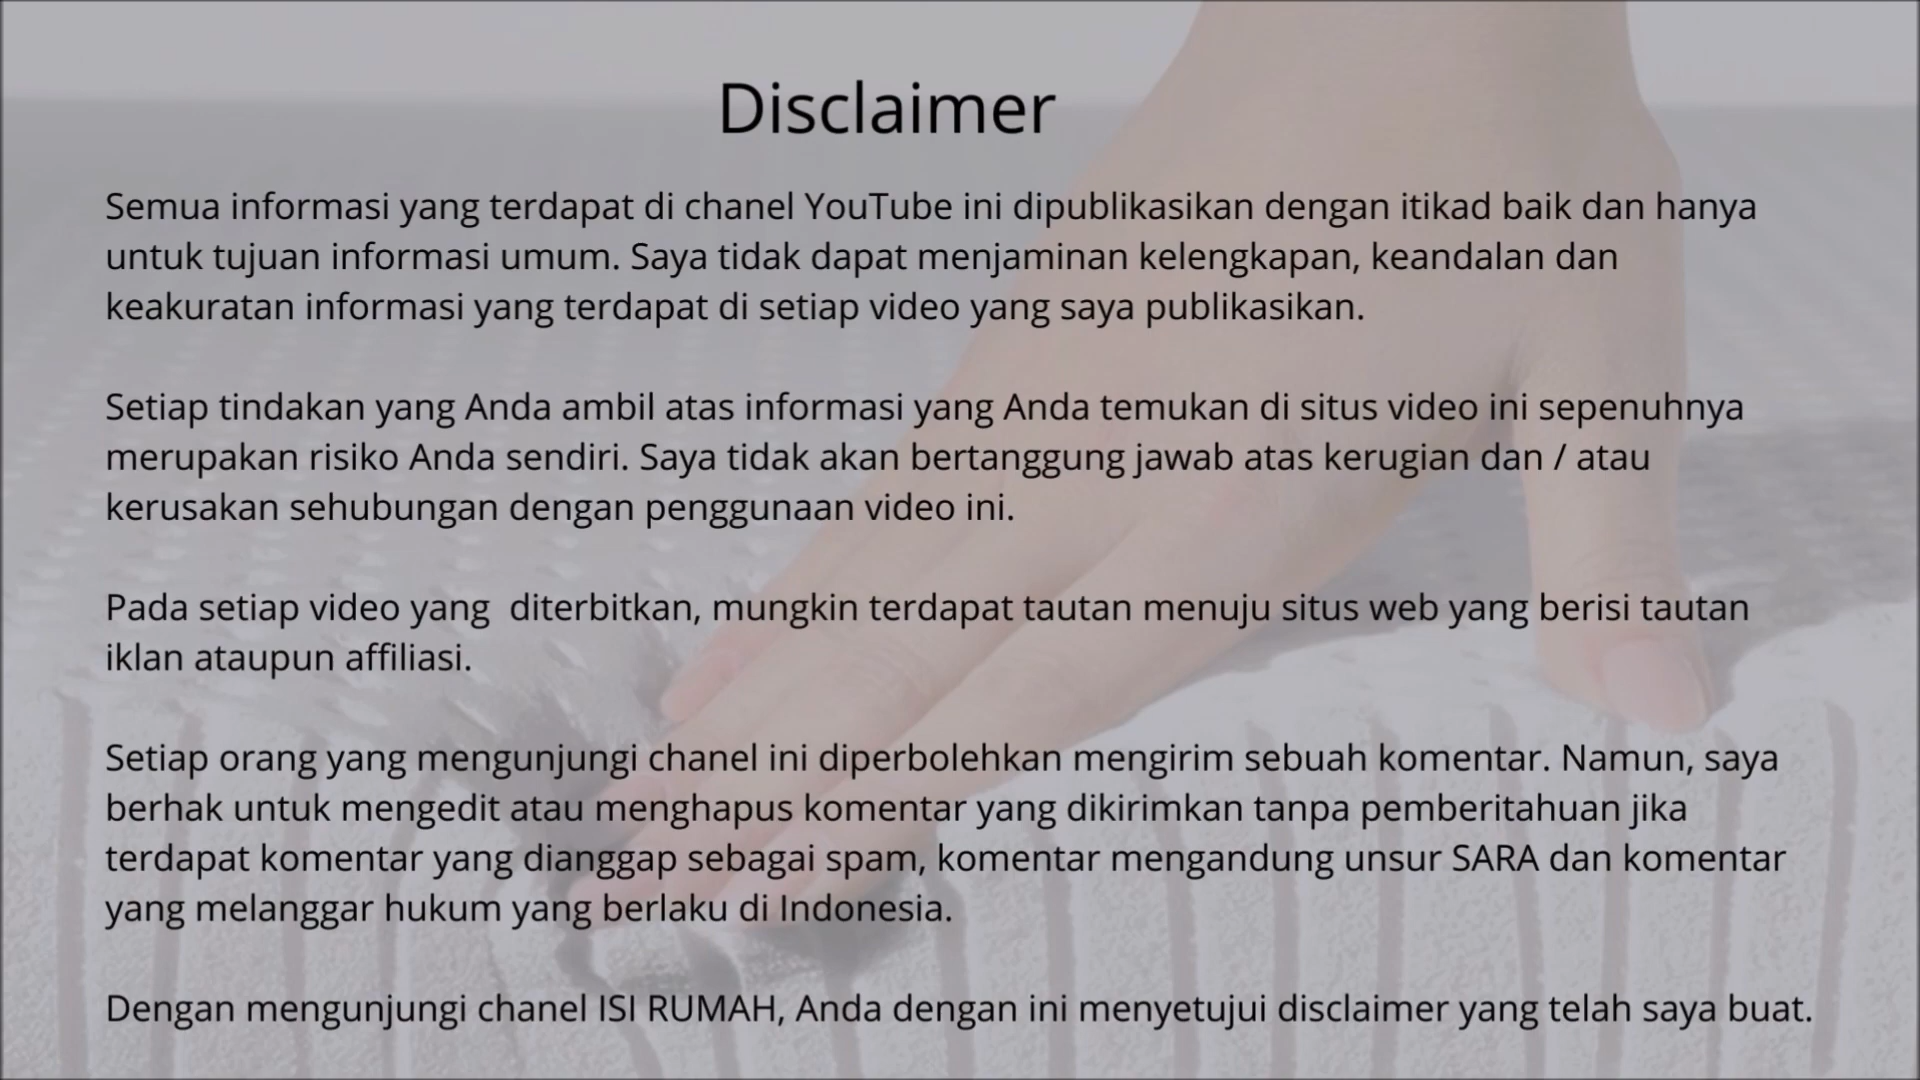 Disclaimer
Semua informasi yang terdapat di chanel YouTube ini dipublikasikan dengan itikad baik dan hanya
untuk tujuan informasi umum. Saya tidak dapat menjaminan kelengkapan, keandalan dan
keakuratan informasi yang terdapat di setiap video yang saya publikasikan.
Setiap tindakan yang Anda ambil atas informasi yang Anda temukan di situs video ini sepenuhnya
merupakan risiko Anda sendiri. Saya tidak akan bertanggung jawab atas kerugian dan / atau
kerusakan sehubungan dengan penggunaan video ini.
Pada setiap video yang  diterbitkan, mungkin terdapat tautan menuju situs web yang berisi tautan
iklan ataupun affiliasi.
Setiap orang yang mengunjungi chanel ini diperbolehkan mengirim sebuah komentar. Namun, saya
berhak untuk mengedit atau menghapus komentar yang dikirimkan tanpa pemberitahuan jika
terdapat komentar yang dianggap sebagai spam, komentar mengandung unsur SARA dan komentar
yang melanggar hukum yang berlaku di Indonesia.
Dengan mengunjungi chanel ISI RUMAH, Anda dengan ini menyetujui disclaimer yang telah saya buat.